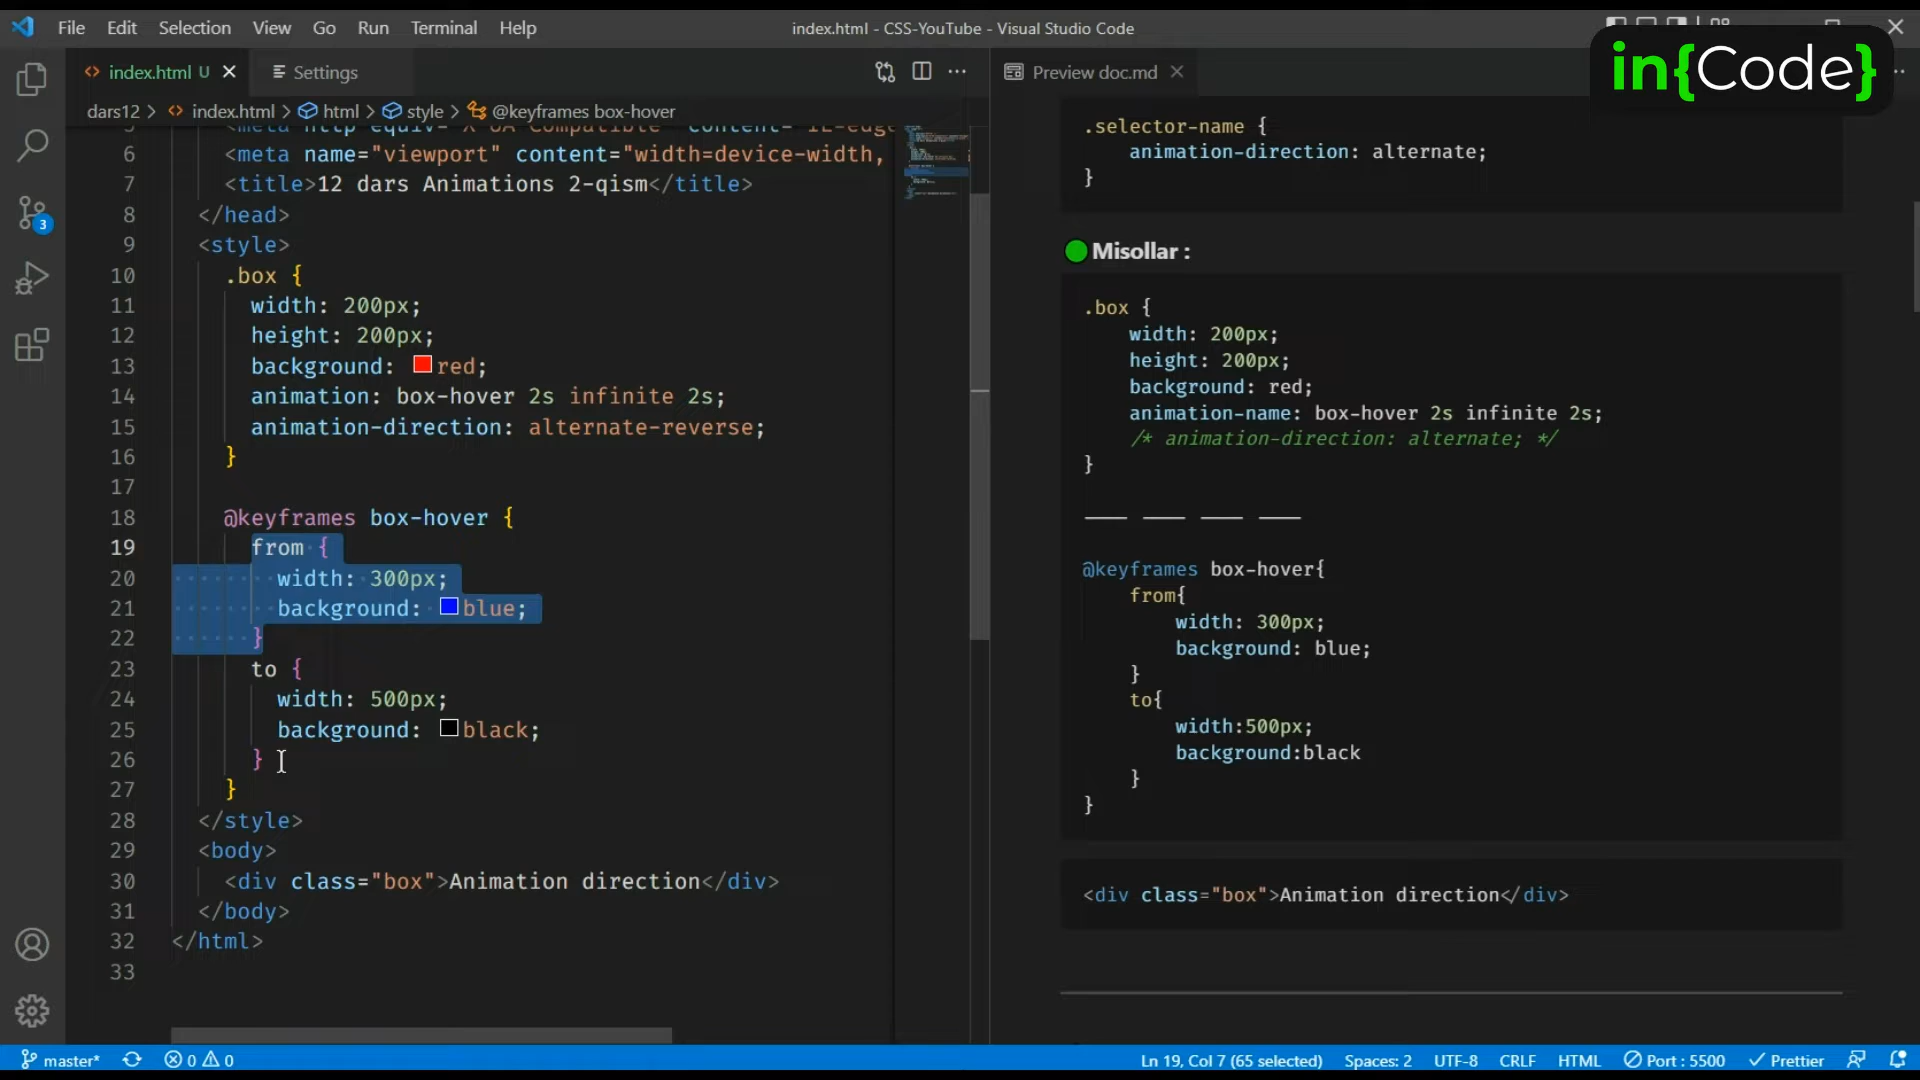 File Edit Selection View Go Run Terminal Help
index.html - CSS-YouTube - Visual Studio Code
in{Code}
index.html U
Settings
Preview doc.md
dars12 > index.html > html > style > @keyframes box-hover
6 <meta name="viewport" content="width=device-width,
7 <title>12 dars Animations 2-qism</title>
8 </head>
9 <style>
10 .box {
11 width: 200px;
12 height: 200px;
13 background: red;
14 animation: box-hover 2s infinite 2s;
15 animation-direction: alternate-reverse;
16 }
17
18 @keyframes box-hover {
19 from {
20 width: 300px;
21 background: blue;
22 }
23 to {
24 width: 500px;
25 background: black;
26 }
27 }
28 </style>
29 <body>
30 <div class="box">Animation direction</div>
31 </body>
32 </html>
33
.selector-name {
animation-direction: alternate;
}
Misollar :
.box {
width: 200px;
height: 200px;
background: red;
animation-name: box-hover 2s infinite 2s;
/* animation-direction: alternate; */
}
____ ____ ____ ____
@keyframes box-hover{
from{
width: 300px;
background: blue;
}
to{
width:500px;
background:black
}
}
<div class="box">Animation direction</div>
3
master* 0 0
Ln 19, Col 7 (65 selected) Spaces: 2 UTF-8 CRLF HTML Port : 5500 Prettier